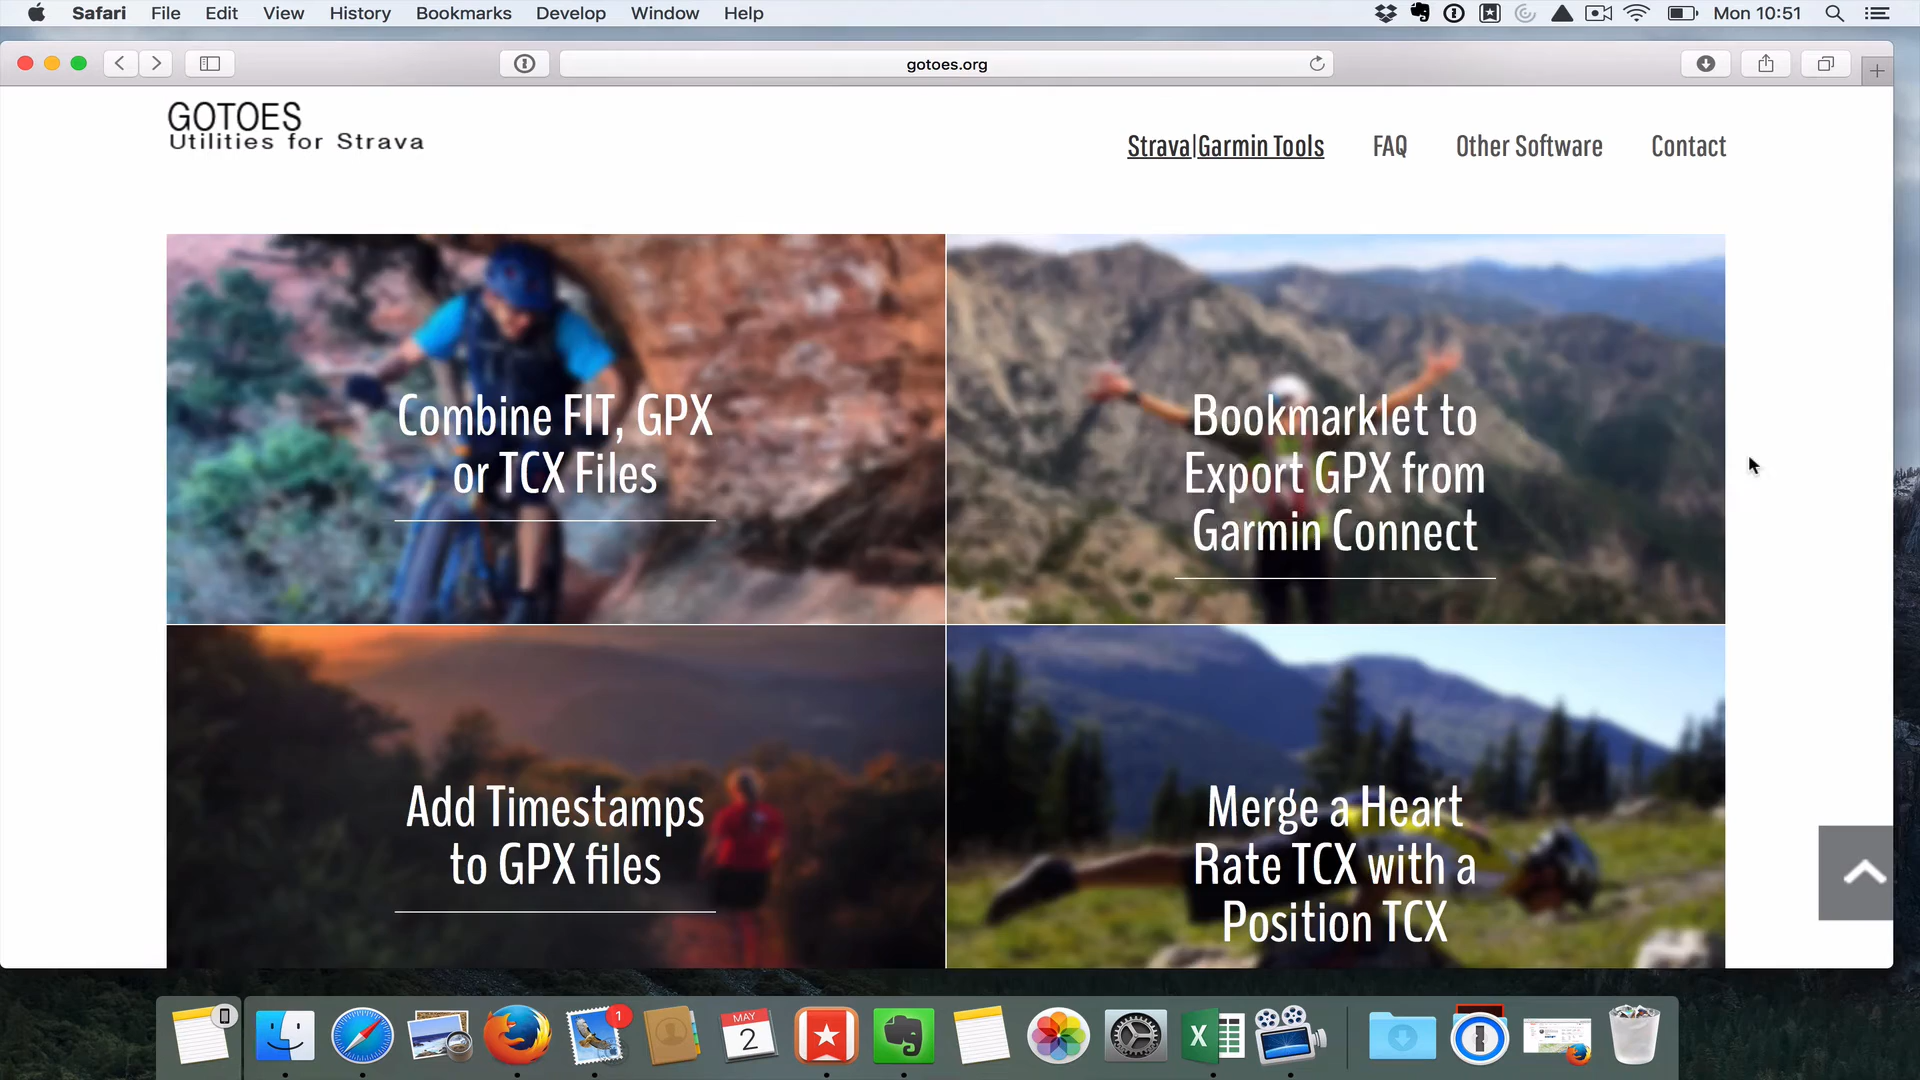 Safari File Edit View History Bookmarks Develop Window Help Mon 10:51
gotoes.org
GOTOES
Utilities for Strava
Strava|Garmin Tools FAQ Other Software Contact
Combine FIT, GPX
or TCX Files
Bookmarklet to
Export GPX from
Garmin Connect
Add Timestamps
to GPX files
Merge a Heart
Rate TCX with a
Position TCX
1
MAY
2